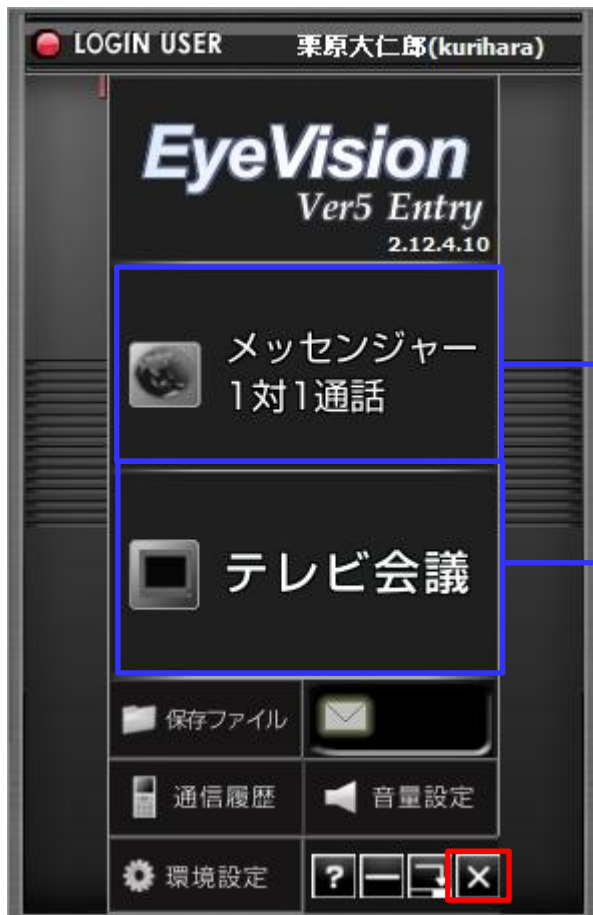 LOGIN USER 栗原大仁郎(kurihara)
EyeVision
Ver5 Entry
2.12.4.10
メッセンジャー
1対1通話
テレビ会議
保存ファイル
通信履歴 音量設定
環境設定 ?